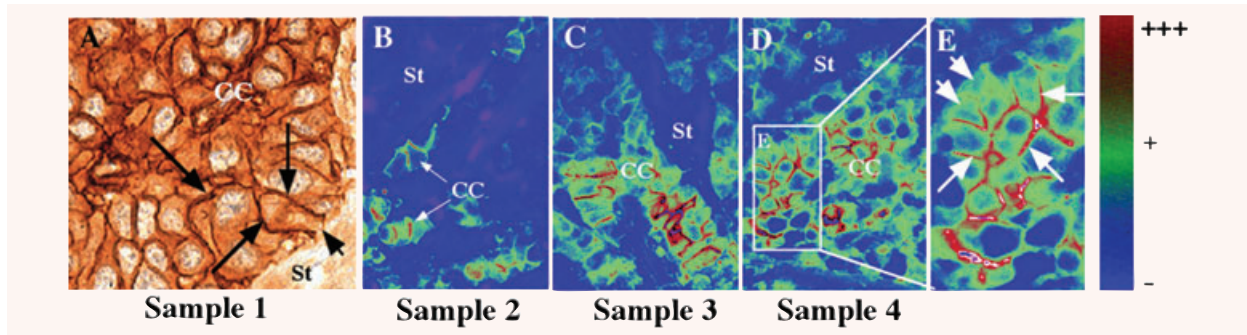 A
CC
St
B
St
CC
C
St
CC
D
St
E
CC
E
+++
+
-
Sample 1
Sample 2
Sample 3
Sample 4